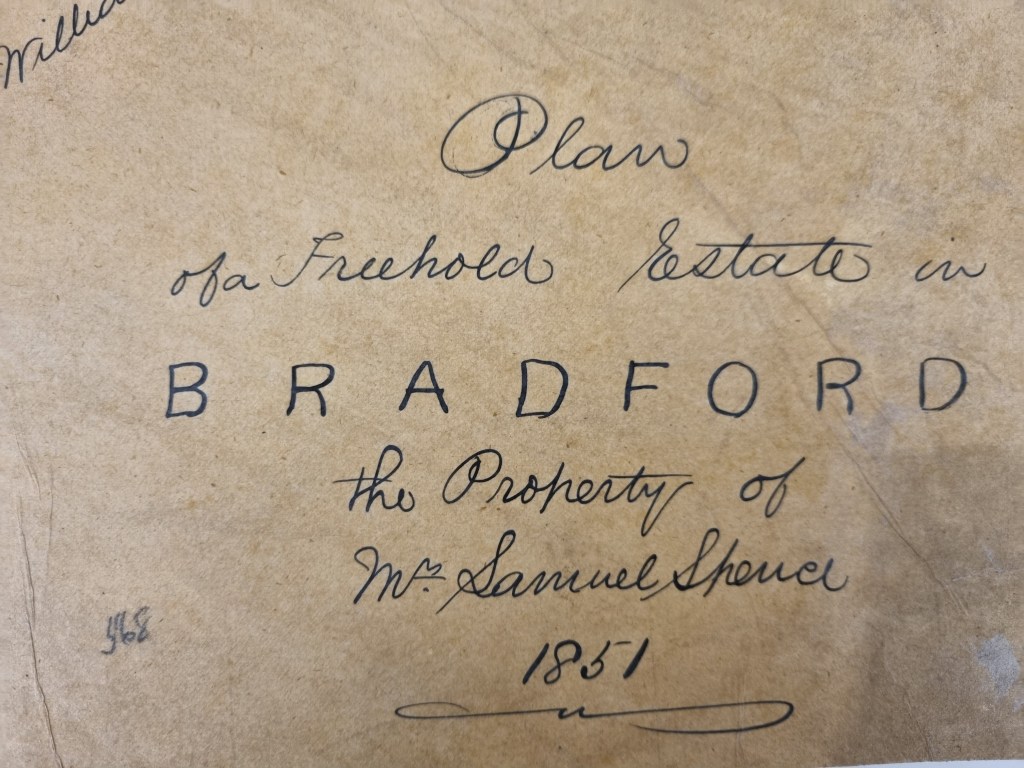 Plan
of a Freehold Estate in
BRADFORD
the Property of
Mr. Samuel Spence
1851